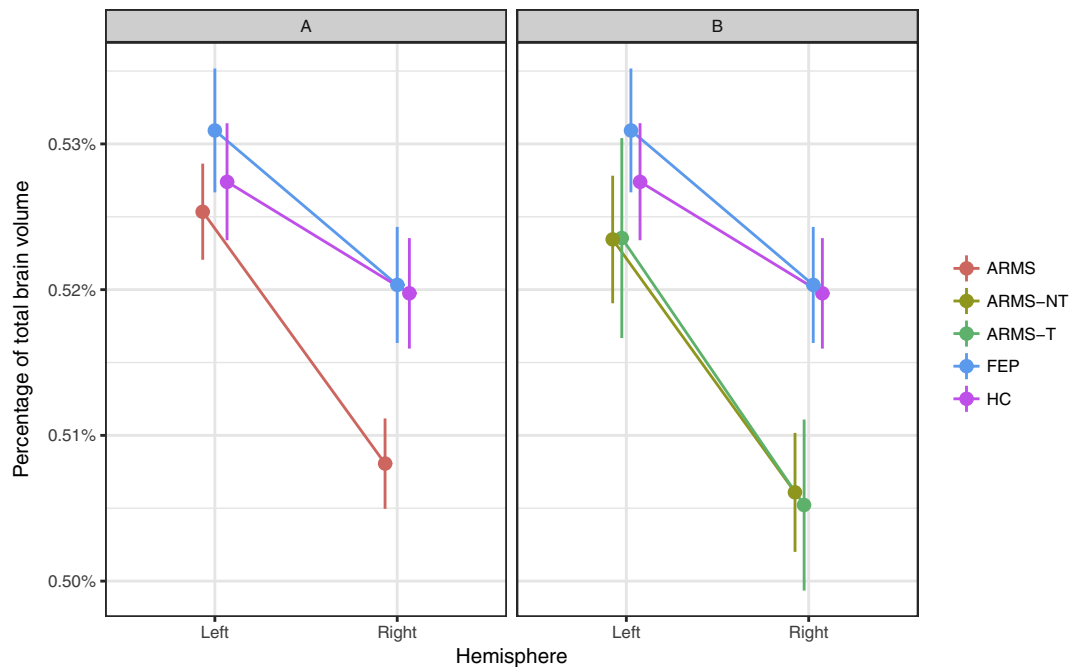 A
B
Percentage of total brain volume
0.53%
0.52%
0.51%
0.50%
Left
Right
Left
Right
Hemisphere
ARMS
ARMS−NT
ARMS−T
FEP
HC